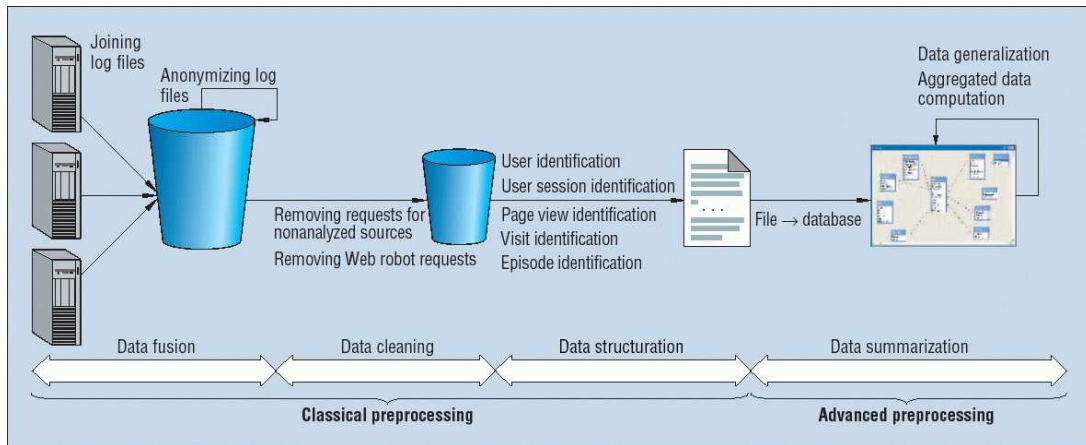 Joining
log files
Anonymizing log
files
Removing requests for
nonanalyzed sources
Removing Web robot requests
User identification
User session identification
Page view identification
Visit identification
Episode identification
. . .
File → database
Data generalization
Aggregated data
computation
Data fusion
Data cleaning
Data structuration
Data summarization
Classical preprocessing
Advanced preprocessing